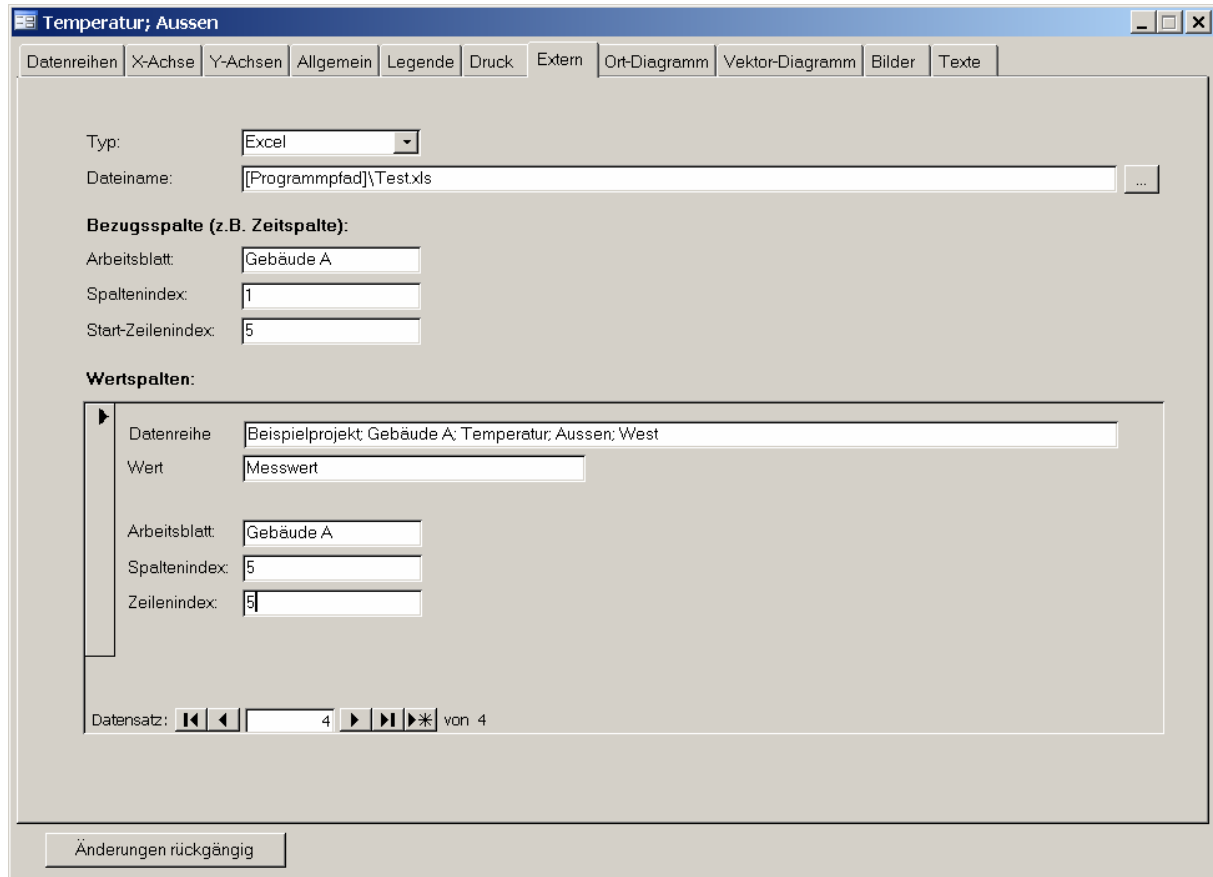 Temperatur; Aussen
Datenreihen X-Achse Y-Achsen Allgemein Legende Druck Extern Ort-Diagramm Vektor-Diagramm Bilder Texte
Typ: Excel
Dateiname: [Programmpfad]\Test.xls ...
Bezugsspalte (z.B. Zeitspalte):
Arbeitsblatt: Gebäude A
Spaltenindex: 1
Start-Zeilenindex: 5
Wertspalten:
Datenreihe Beispielprojekt; Gebäude A; Temperatur; Aussen; West
Wert Messwert
Arbeitsblatt: Gebäude A
Spaltenindex: 5
Zeilenindex: 5
Datensatz: 4 von 4
Änderungen rückgängig